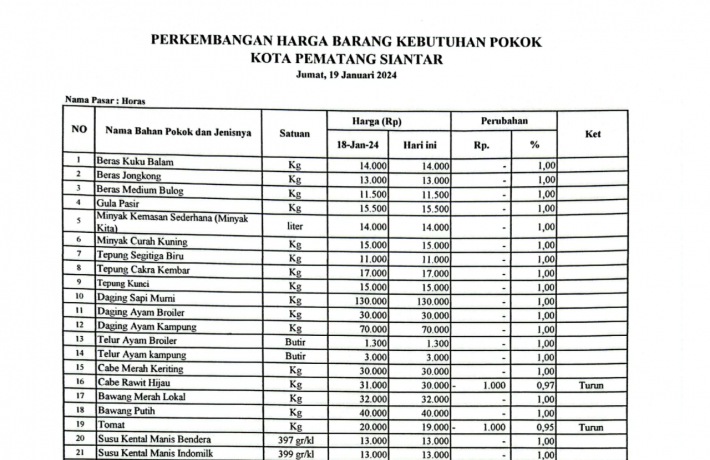 PERKEMBANGAN HARGA BARANG KEBUTUHAN POKOK
KOTA PEMATANG SIANTAR
Jumat, 19 Januari 2024
Nama Pasar : Horas
NO Nama Bahan Pokok dan Jenisnya Satuan Harga (Rp) Perubahan Ket
18-Jan-24 Hari ini Rp. %
1 Beras Kuku Balam Kg 14.000 14.000 - 1,00
2 Beras Jongkong Kg 13.000 13.000 - 1,00
3 Beras Medium Bulog Kg 11.500 11.500 - 1,00
4 Gula Pasir Kg 15.500 15.500 - 1,00
5 Minyak Kemasan Sederhana (Minyak
Kita) liter 14.000 14.000 - 1,00
6 Minyak Curah Kuning Kg 15.000 15.000 - 1,00
7 Tepung Segitiga Biru Kg 11.000 11.000 - 1,00
8 Tepung Cakra Kembar Kg 17.000 17.000 - 1,00
9 Tepung Kunci Kg 15.000 15.000 - 1,00
10 Daging Sapi Murni Kg 130.000 130.000 - 1,00
11 Daging Ayam Broiler Kg 30.000 30.000 - 1,00
12 Daging Ayam Kampung Kg 70.000 70.000 - 1,00
13 Telur Ayam Broiler Butir 1.300 1.300 - 1,00
14 Telur Ayam kampung Butir 3.000 3.000 - 1,00
15 Cabe Merah Keriting Kg 30.000 30.000 - 1,00
16 Cabe Rawit Hijau Kg 31.000 30.000 - 1.000 0,97 Turun
17 Bawang Merah Lokal Kg 32.000 32.000 - 1,00
18 Bawang Putih Kg 40.000 40.000 - 1,00
19 Tomat Kg 20.000 19.000 - 1.000 0,95 Turun
20 Susu Kental Manis Bendera 397 gr/kl 13.000 13.000 - 1,00
21 Susu Kental Manis Indomilk 399 gr/kl 13.000 13.000 - 1,00